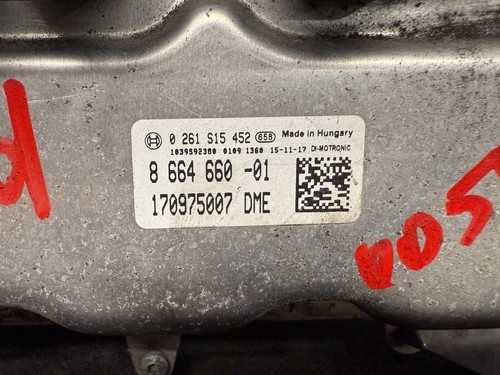 0 261 S15 452 658 Made in Hungary
1039S92380 0109 1360 15-11-17 DI-MOTRONIC
8 664 660 -01
170975007 DME